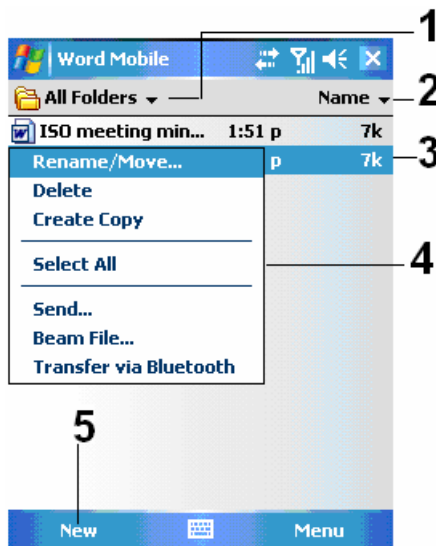 1
Word Mobile
All Folders
Name
2
ISO meeting min... 1:51 p 7k
Rename/Move... p 7k
3
Delete
Create Copy
Select All
4
Send...
Beam File...
Transfer via Bluetooth
5
New Menu